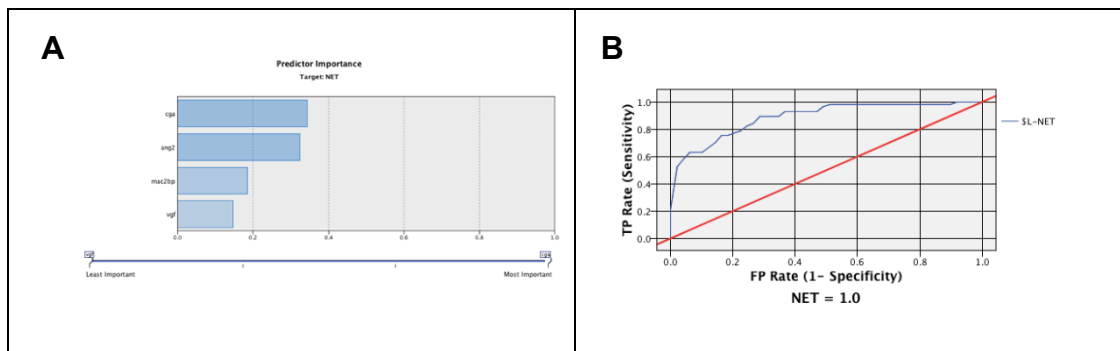 A
Predictor Importance
Target: NET
cga
ang2
mac2bp
vgf
0.0 0.2 0.4 0.6 0.8 1.0
vgf cga
Least Important Most Important
B
TP Rate (Sensitivity)
1.0
0.8
0.6
0.4
0.2
0.0
0.0 0.2 0.4 0.6 0.8 1.0
FP Rate (1- Specificity)
NET = 1.0
$L-NET